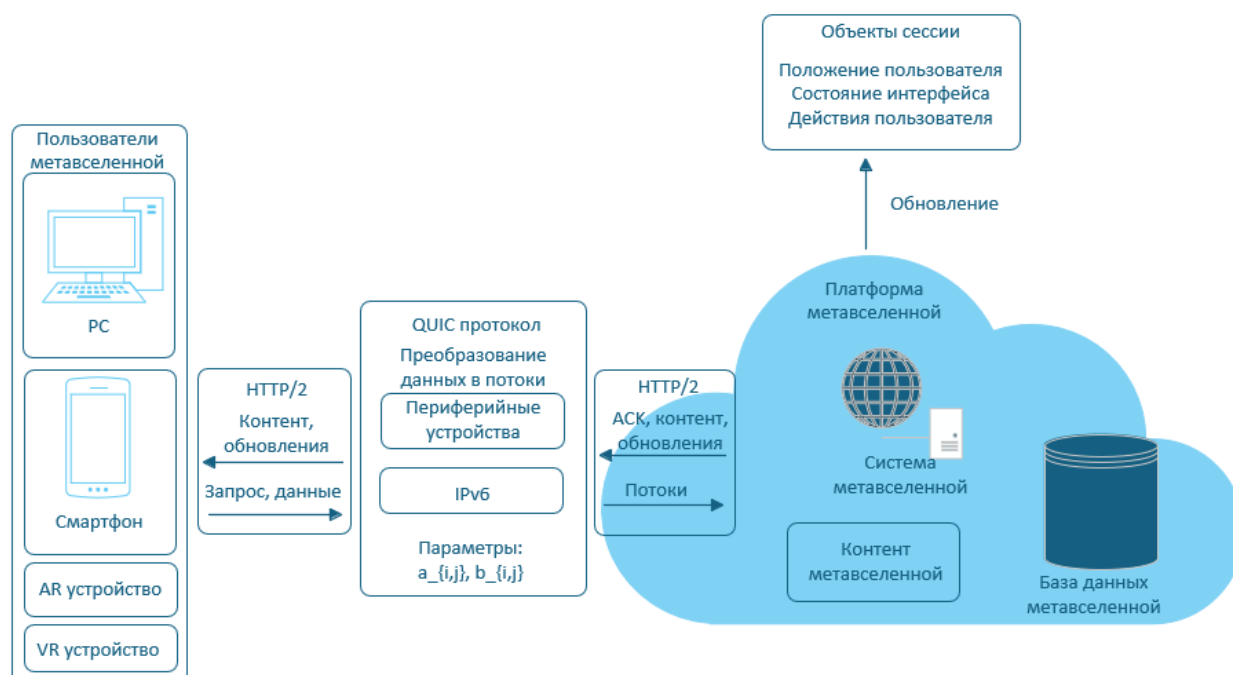 Объекты сессии
Положение пользователя
Состояние интерфейса
Действия пользователя
Обновление
Пользователи
метавселенной
PC
Смартфон
AR устройство
VR устройство
HTTP/2
Контент,
обновления
Запрос, данные
QUIC протокол
Преобразование
данных в потоки
Периферийные
устройства
IPv6
Параметры:
a_{i,j}, b_{i,j}
HTTP/2
ACK, контент,
обновления
Потоки
Платформа
метавселенной
Система
метавселенной
Контент
метавселенной
База данных
метавселенной